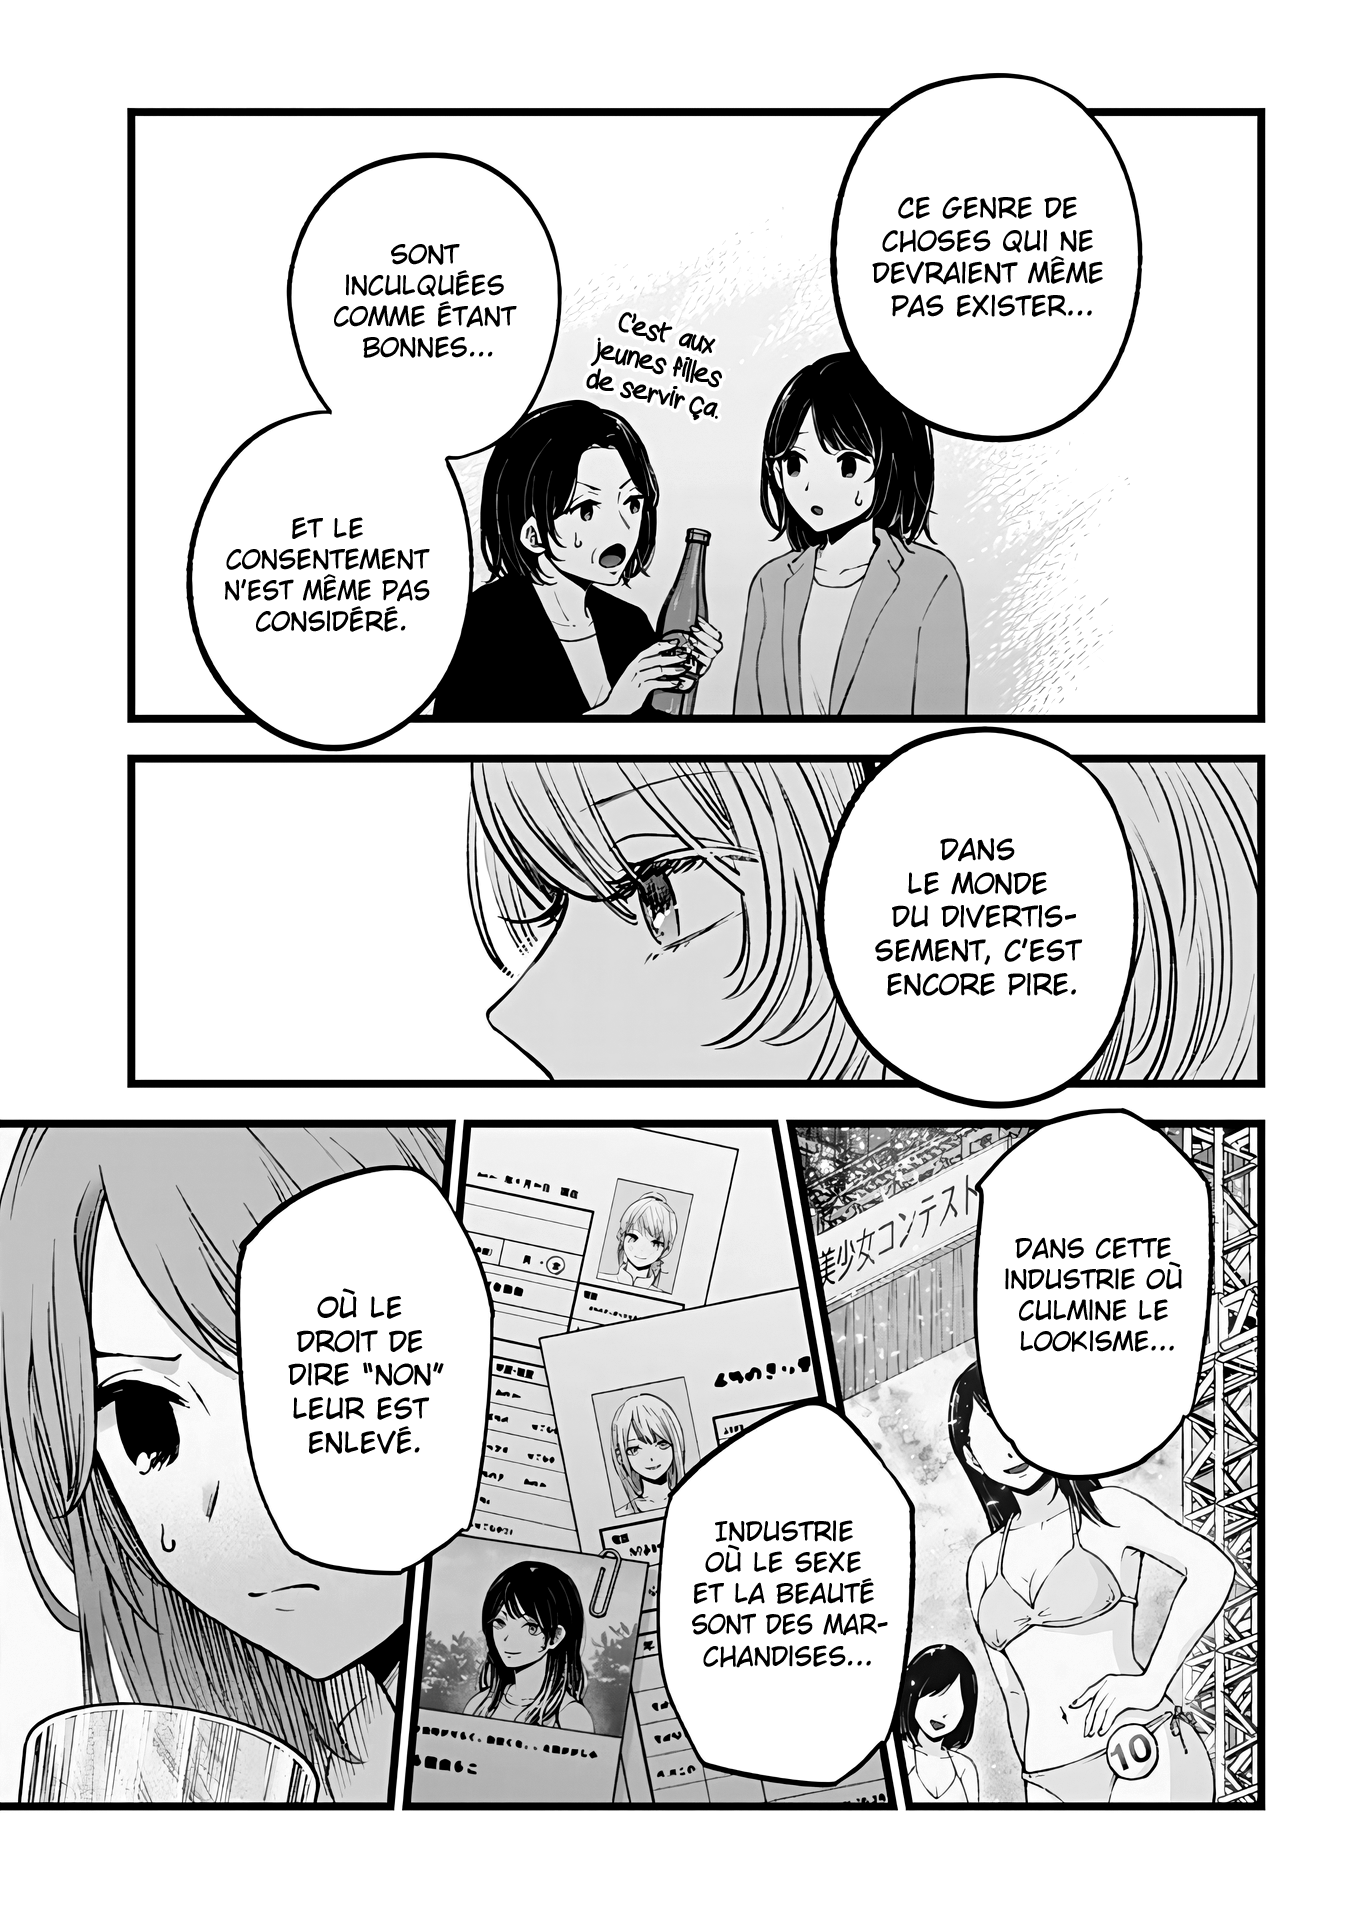 CE GENRE DE
CHOSES QUI NE
DEVRAIENT MÊME
PAS EXISTER...
SONT
INCULQUÉES
COMME ÉTANT
BONNES...
C'est aux
jeunes filles
de servir ça.
ET LE
CONSENTEMENT
N'EST MÊME PAS
CONSIDÉRÉ.
DANS
LE MONDE
DU DIVERTIS-
SEMENT, C'EST
ENCORE PIRE.
DANS CETTE
INDUSTRIE OÙ
CULMINE LE
LOOKISME...
美少女コンテスト
10
INDUSTRIE
OÙ LE SEXE
ET LA BEAUTÉ
SONT DES MAR-
CHANDISES...
OÙ LE
DROIT DE
DIRE "NON"
LEUR EST
ENLEVÉ.